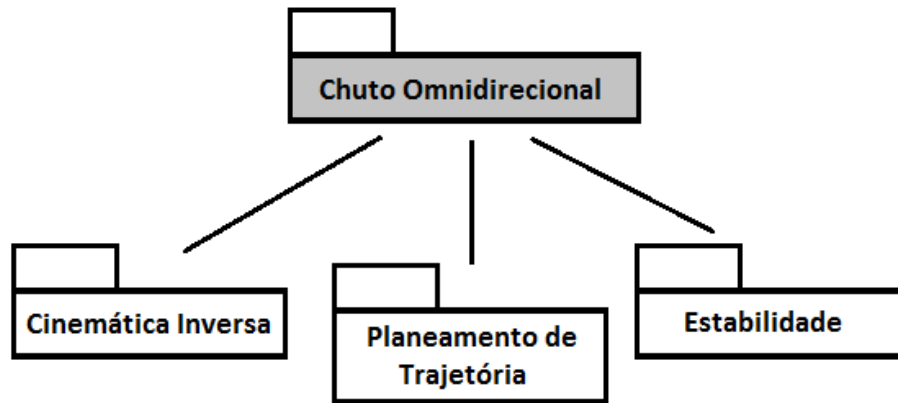 Chuto Omnidirecional
Cinemática Inversa
Planeamento de
Trajetória
Estabilidade